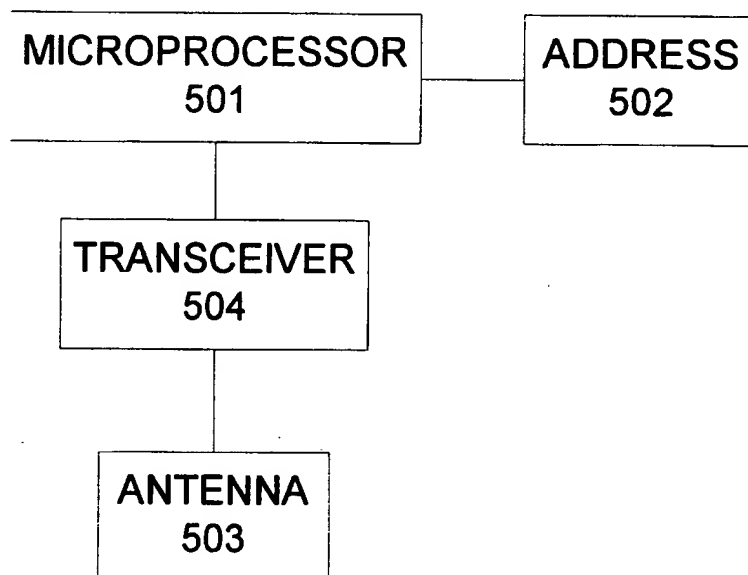 MICROPROCESSOR
501
ADDRESS
502
TRANSCEIVER
504
ANTENNA
503